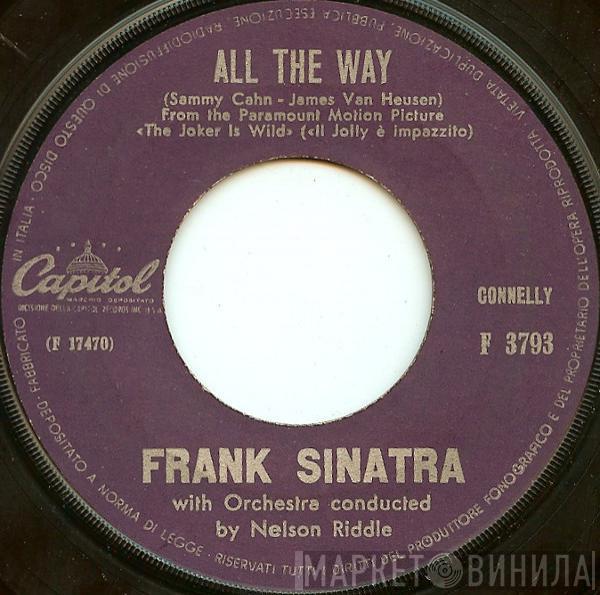 ALL THE WAY
(Sammy Cahn - James Van Heusen)
From the Paramount Motion Picture
«The Joker Is Wild» («Il Jolly è impazzito)
Capitol
MARCHIO DEPOSITATO
CONNELLY
(F 17470)
F 3793
FRANK SINATRA
with Orchestra conducted
by Nelson Riddle
FABBRICATO IN ITALIA - DEPOSITATO A NORMA DI LEGGE - RISERVATI TUTTI I DIRITTI DEL PRODUTTORE FONOGRAFICO E DEL PROPRIETARIO DELL'OPERA RIPRODOTTA
VIETATA DUPLICAZIONE, PUBBLICA ESECUZIONE, RADIODIFFUSIONE DI QUESTO DISCO
МАРКЕТ ВИНИЛА